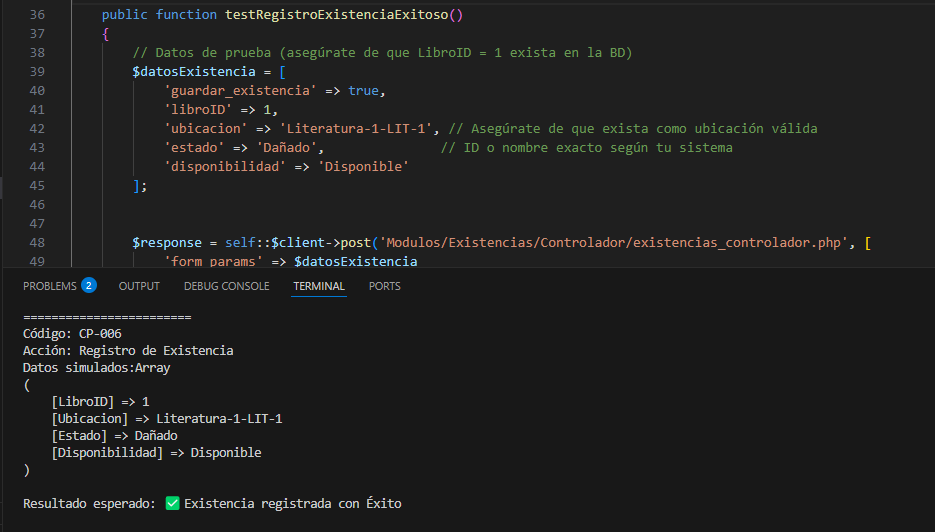 36 public function testRegistroExistenciaExitoso()
37 {
38 // Datos de prueba (asegúrate de que LibroID = 1 exista en la BD)
39 $datosExistencia = [
40 'guardar_existencia' => true,
41 'libroID' => 1,
42 'ubicacion' => 'Literatura-1-LIT-1', // Asegúrate de que exista como ubicación válida
43 'estado' => 'Dañado', // ID o nombre exacto según tu sistema
44 'disponibilidad' => 'Disponible'
45 ];
46
47
48 $response = self::$client->post('Modulos/Existencias/Controlador/existencias_controlador.php', [
49 'form_params' => $datosExistencia
PROBLEMS 2 OUTPUT DEBUG CONSOLE TERMINAL PORTS
========================
Código: CP-006
Acción: Registro de Existencia
Datos simulados:Array
(
[LibroID] => 1
[Ubicacion] => Literatura-1-LIT-1
[Estado] => Dañado
[Disponibilidad] => Disponible
)
Resultado esperado: ✅ Existencia registrada con Éxito